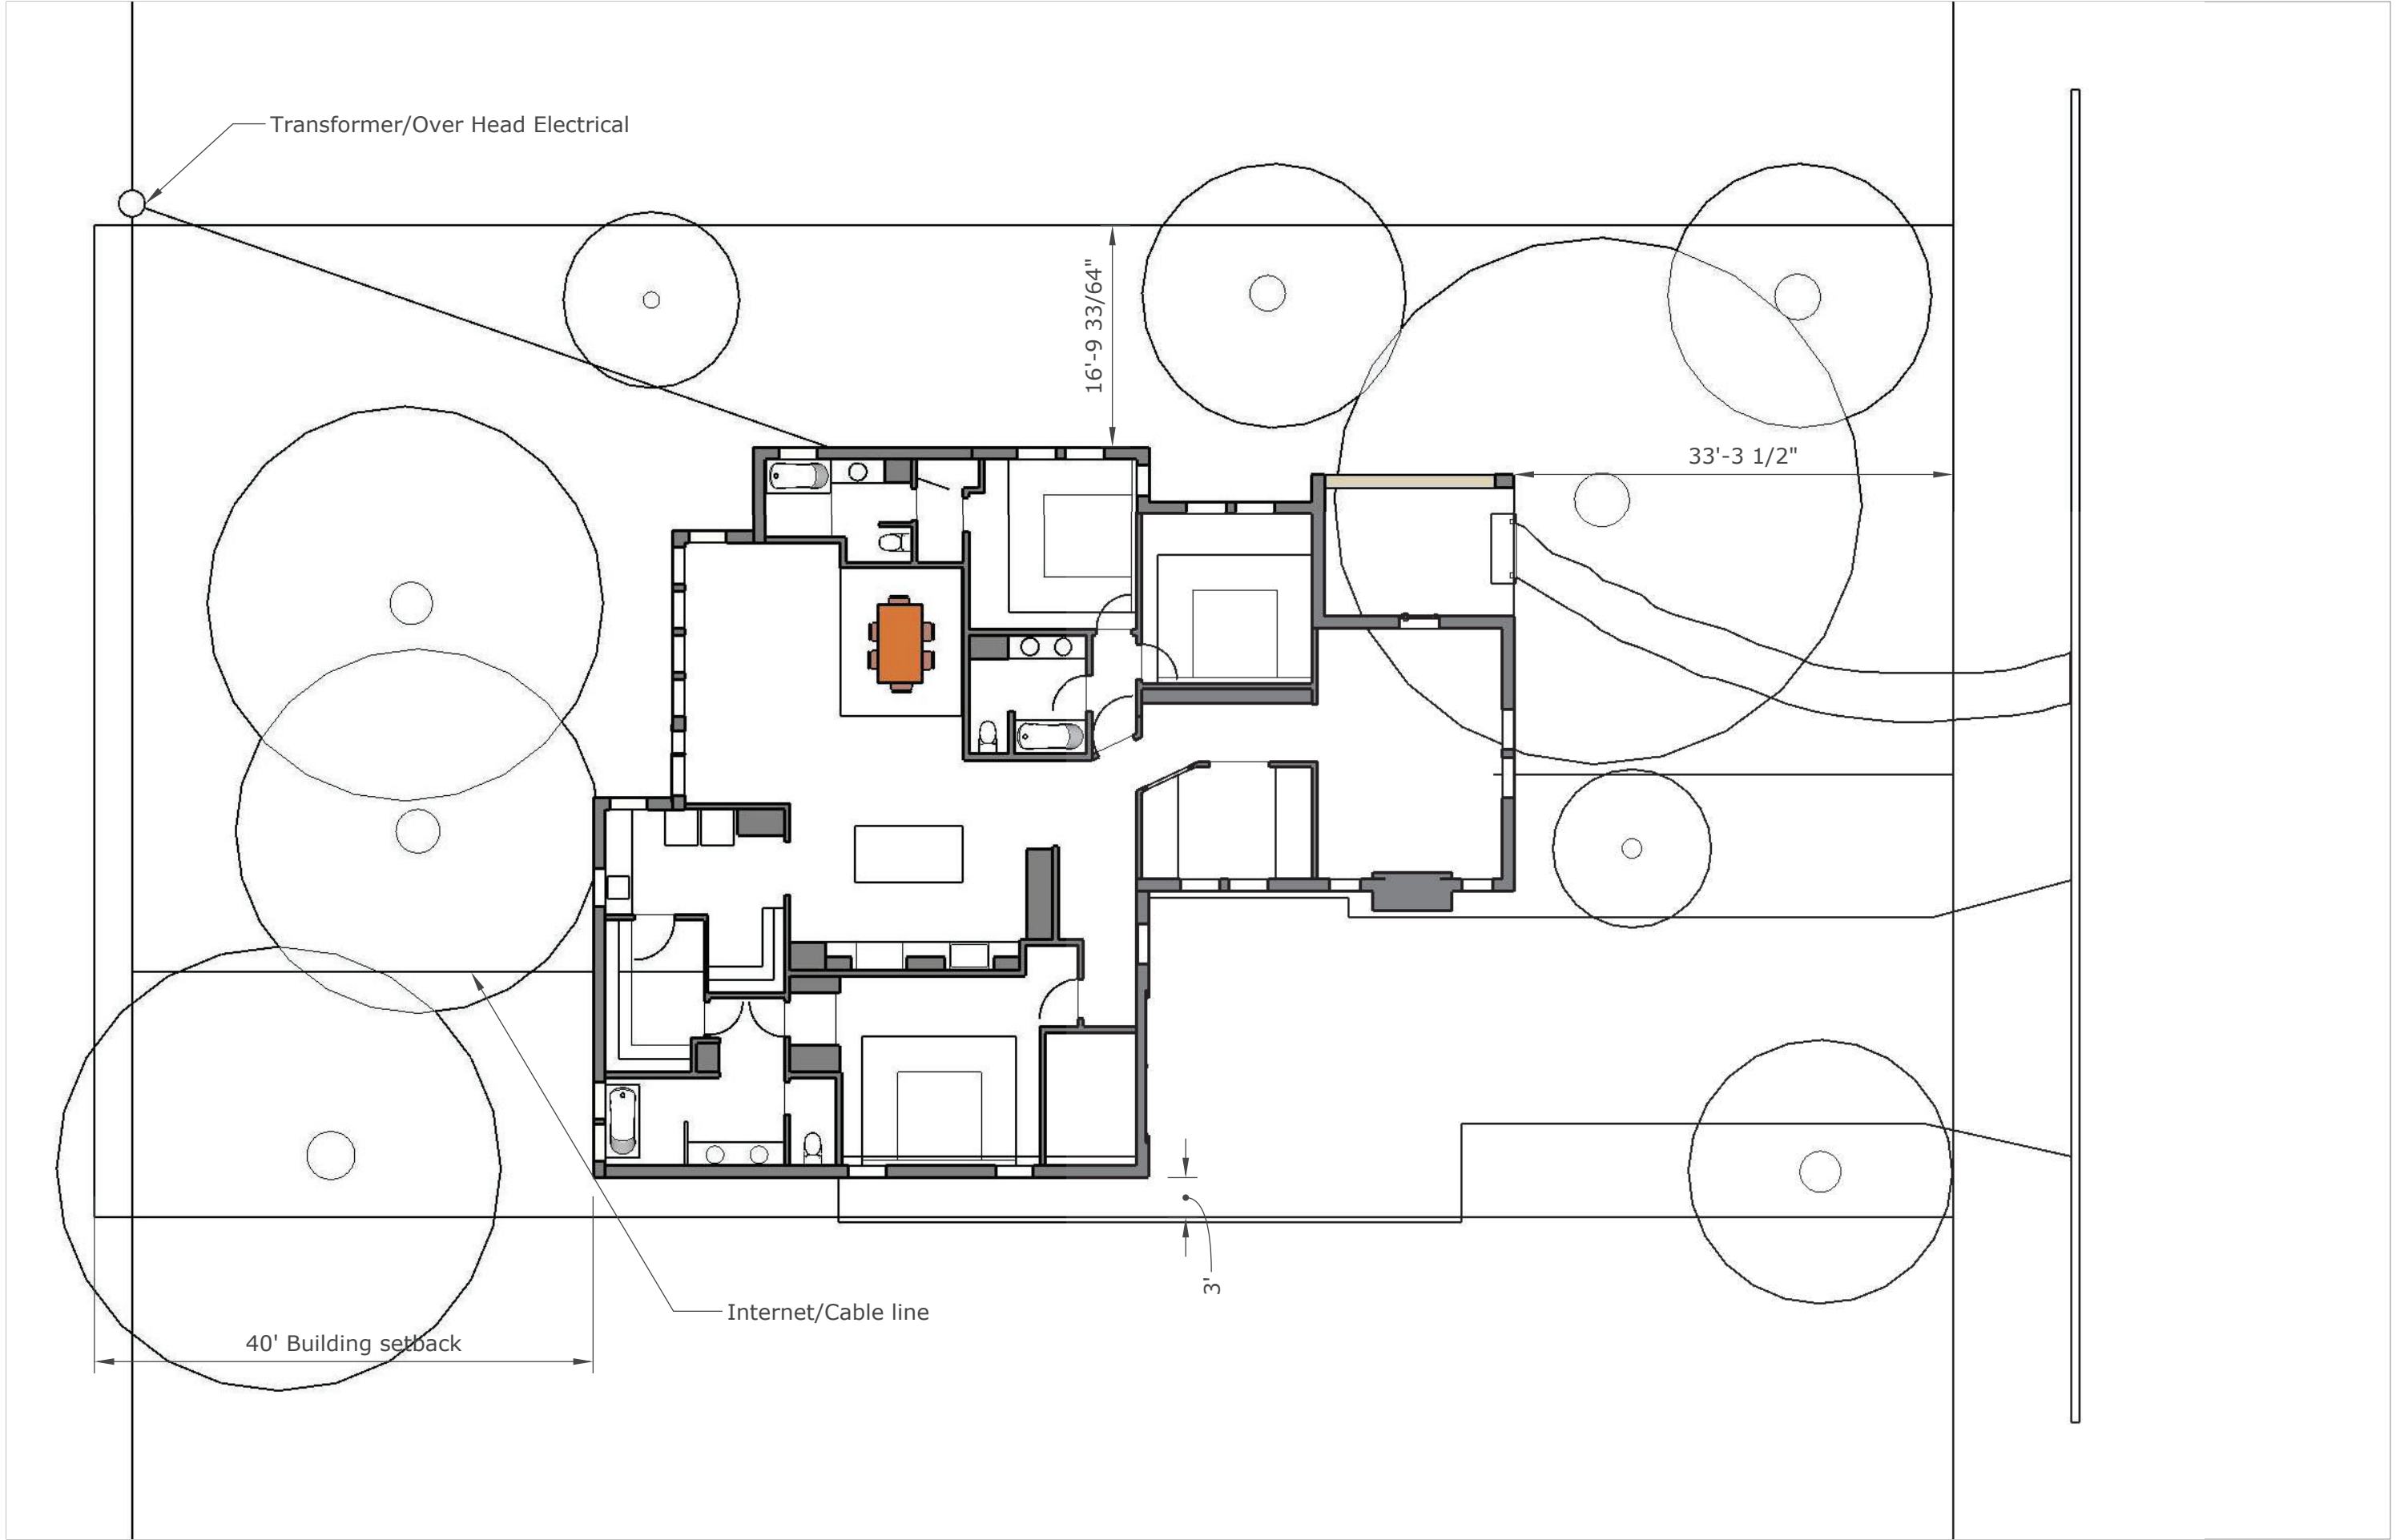 Transformer/Over Head Electrical
16'-9 33/64"
33'-3 1/2"
3'
Internet/Cable line
40' Building setback